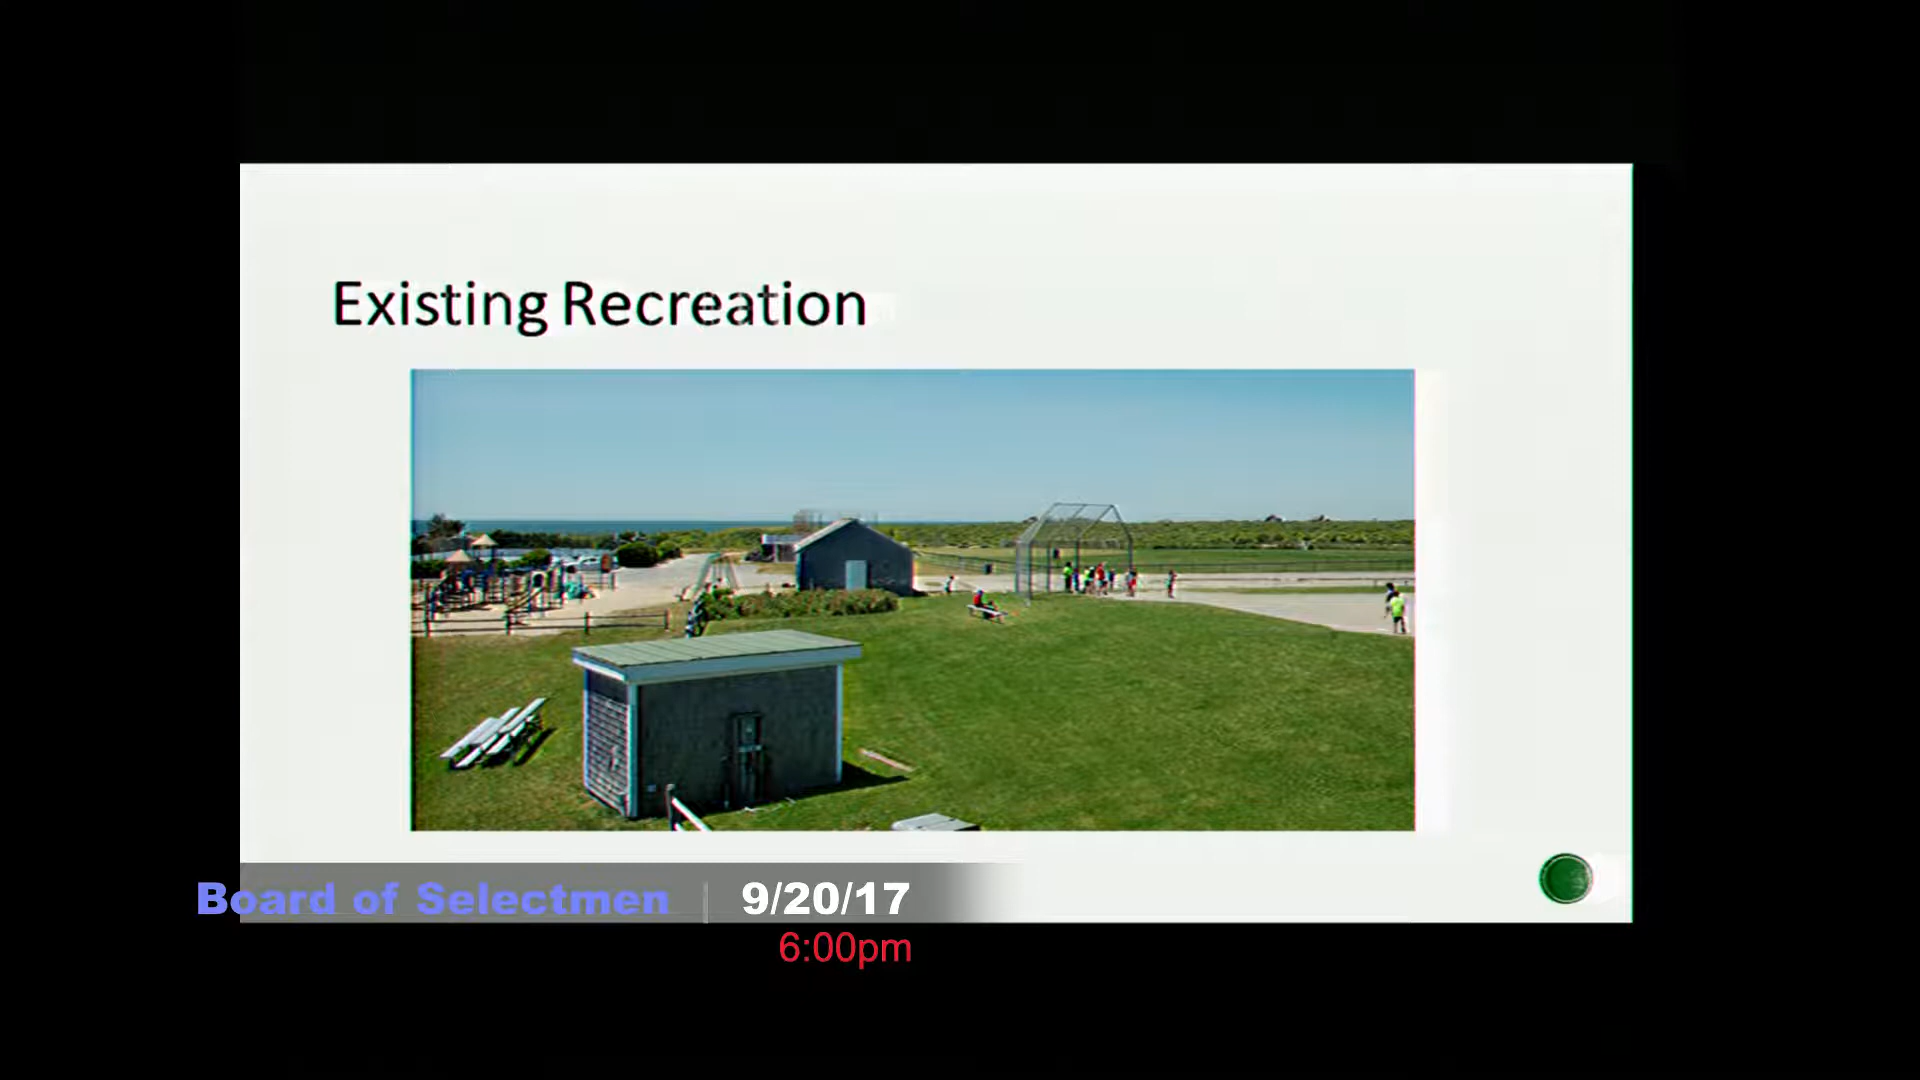 Existing Recreation
Board of Selectmen | 9/20/17
6:00pm